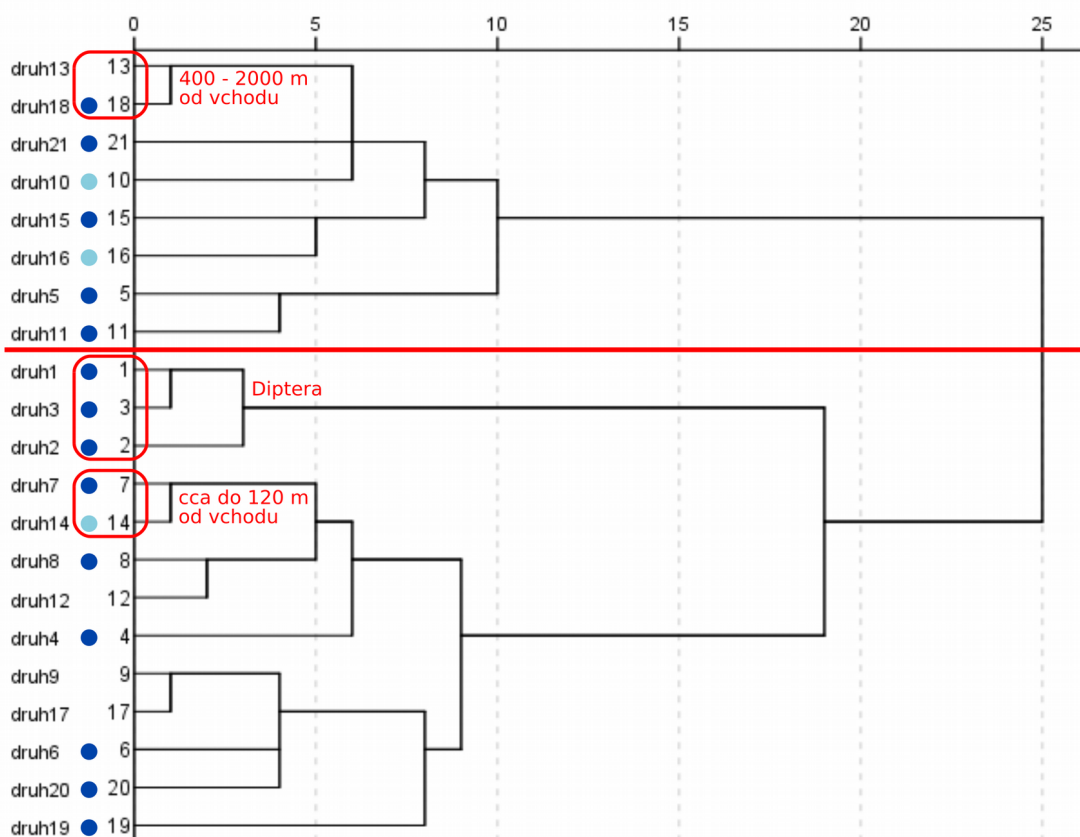 0 5 10 15 20 25
druh13 13
400 - 2000 m
od vchodu
druh18 18
druh21 21
druh10 10
druh15 15
druh16 16
druh5 5
druh11 11
druh1 1
Diptera
druh3 3
druh2 2
druh7 7
cca do 120 m
od vchodu
druh14 14
druh8 8
druh12 12
druh4 4
druh9 9
druh17 17
druh6 6
druh20 20
druh19 19